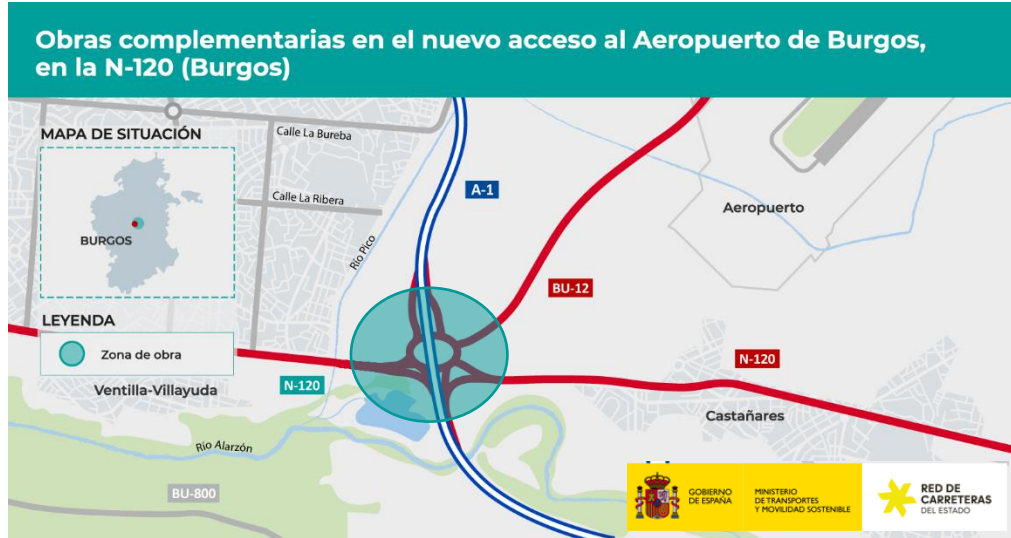 Obras complementarias en el nuevo acceso al Aeropuerto de Burgos,
en la N-120 (Burgos)
MAPA DE SITUACIÓN
BURGOS
LEYENDA
Zona de obra
Calle La Bureba
Calle La Ribera
Río Pico
A-1
Aeropuerto
BU-12
N-120
N-120
Ventilla-Villayuda
Castañares
Rio Alarzón
BU-800
GOBIERNO
DE ESPAÑA
MINISTERIO
DE TRANSPORTES
Y MOVILIDAD SOSTENIBLE
RED DE
CARRETERAS
DEL ESTADO